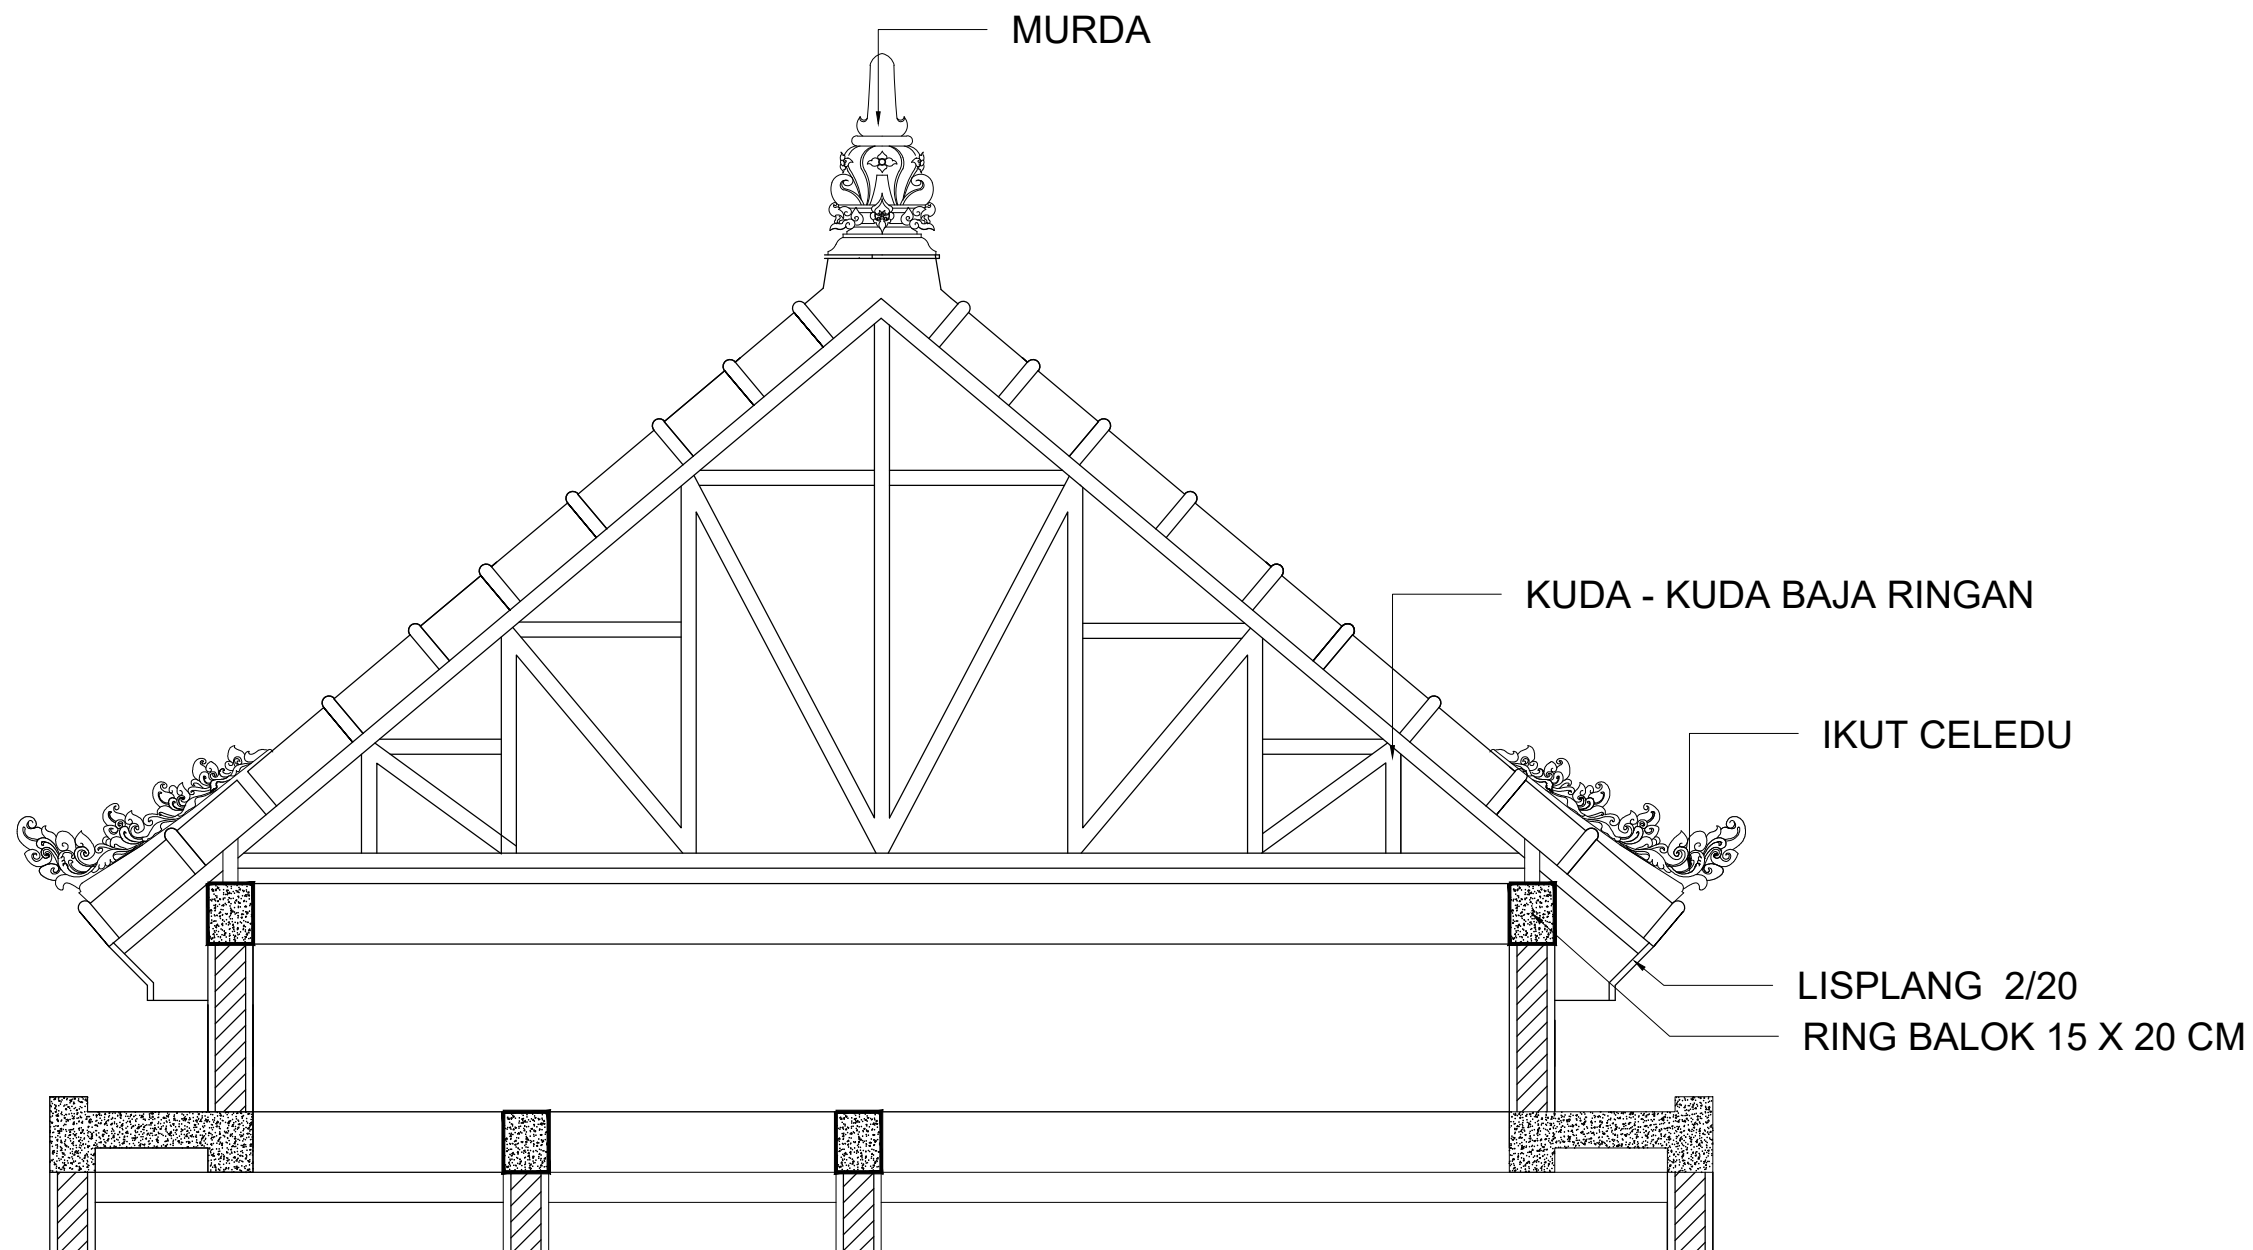 MURDA
KUDA - KUDA BAJA RINGAN
IKUT CELEDU
LISPLANG 2/20
RING BALOK 15 X 20 CM